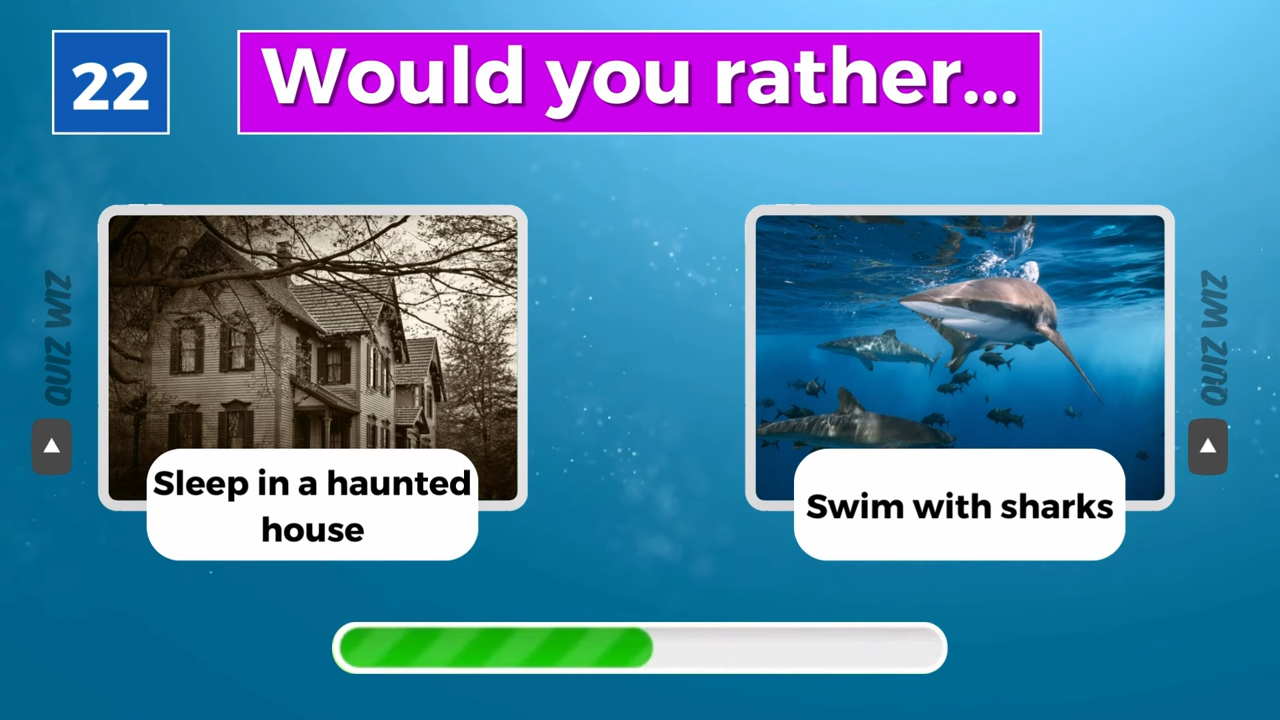 22
Would you rather...
QUIZ WIZ
Sleep in a haunted
house
Swim with sharks
QUIZ WIZ